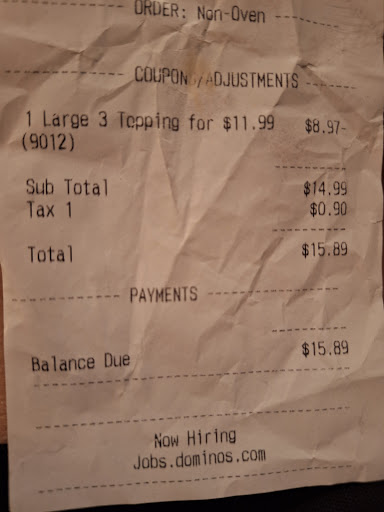 ORDER: Non-Oven
COUPONS/ADJUSTMENTS
1 Large 3 Topping for $11.99 $8.97-
(9012)
Sub Total $14.99
Tax 1 $0.90
Total $15.89
PAYMENTS
Balance Due $15.89
Now Hiring
Jobs.dominos.com